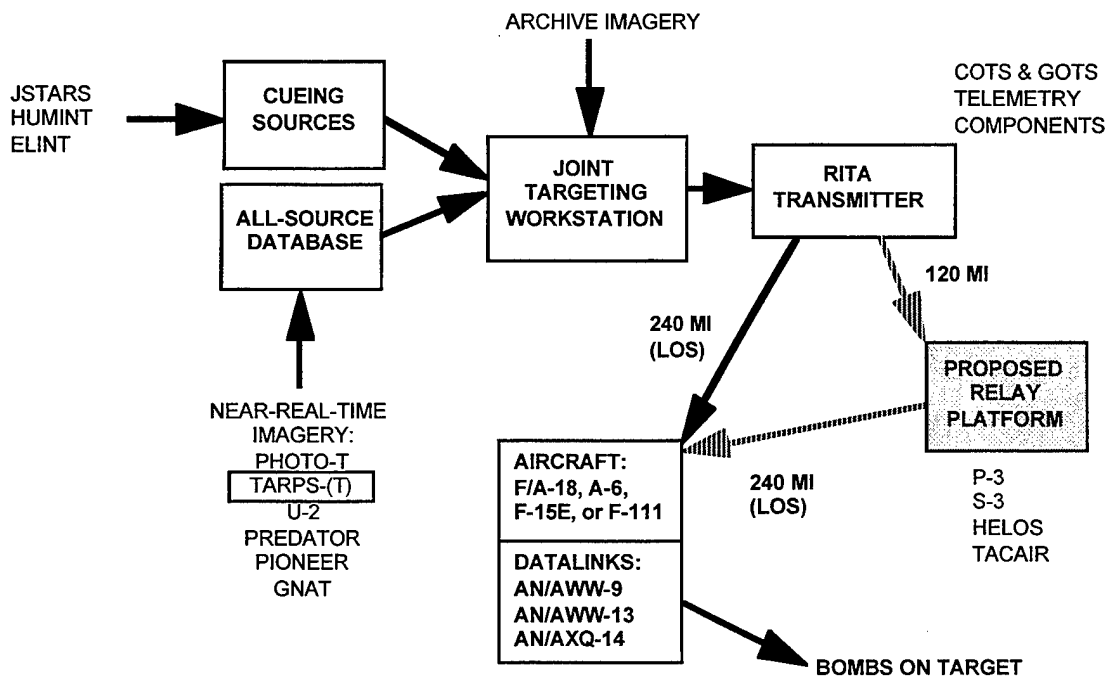 ARCHIVE IMAGERY
JSTARS
HUMINT
ELINT
CUEING
SOURCES
ALL-SOURCE
DATABASE
JOINT
TARGETING
WORKSTATION
RITA
TRANSMITTER
COTS & GOTS
TELEMETRY
COMPONENTS
240 MI
(LOS)
120 MI
PROPOSED
RELAY
PLATFORM
P-3
S-3
HELOS
TACAIR
240 MI
(LOS)
NEAR-REAL-TIME
IMAGERY:
PHOTO-T
TARPS-(T)
U-2
PREDATOR
PIONEER
GNAT
AIRCRAFT:
F/A-18, A-6,
F-15E, or F-111
DATALINKS:
AN/AWW-9
AN/AWW-13
AN/AXQ-14
BOMBS ON TARGET